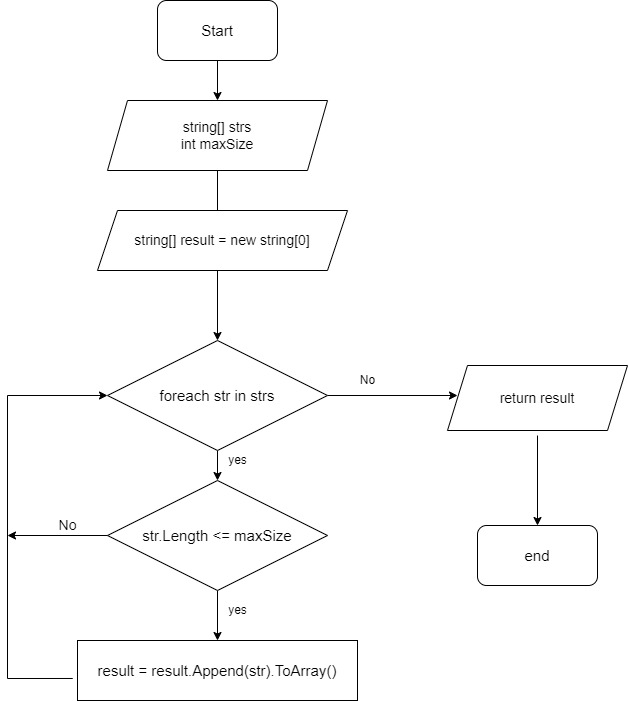 Start
string[] strs
int maxSize
string[] result = new string[0]
foreach str in strs
No
return result
yes
str.Length <= maxSize
No
end
yes
result = result.Append(str).ToArray()